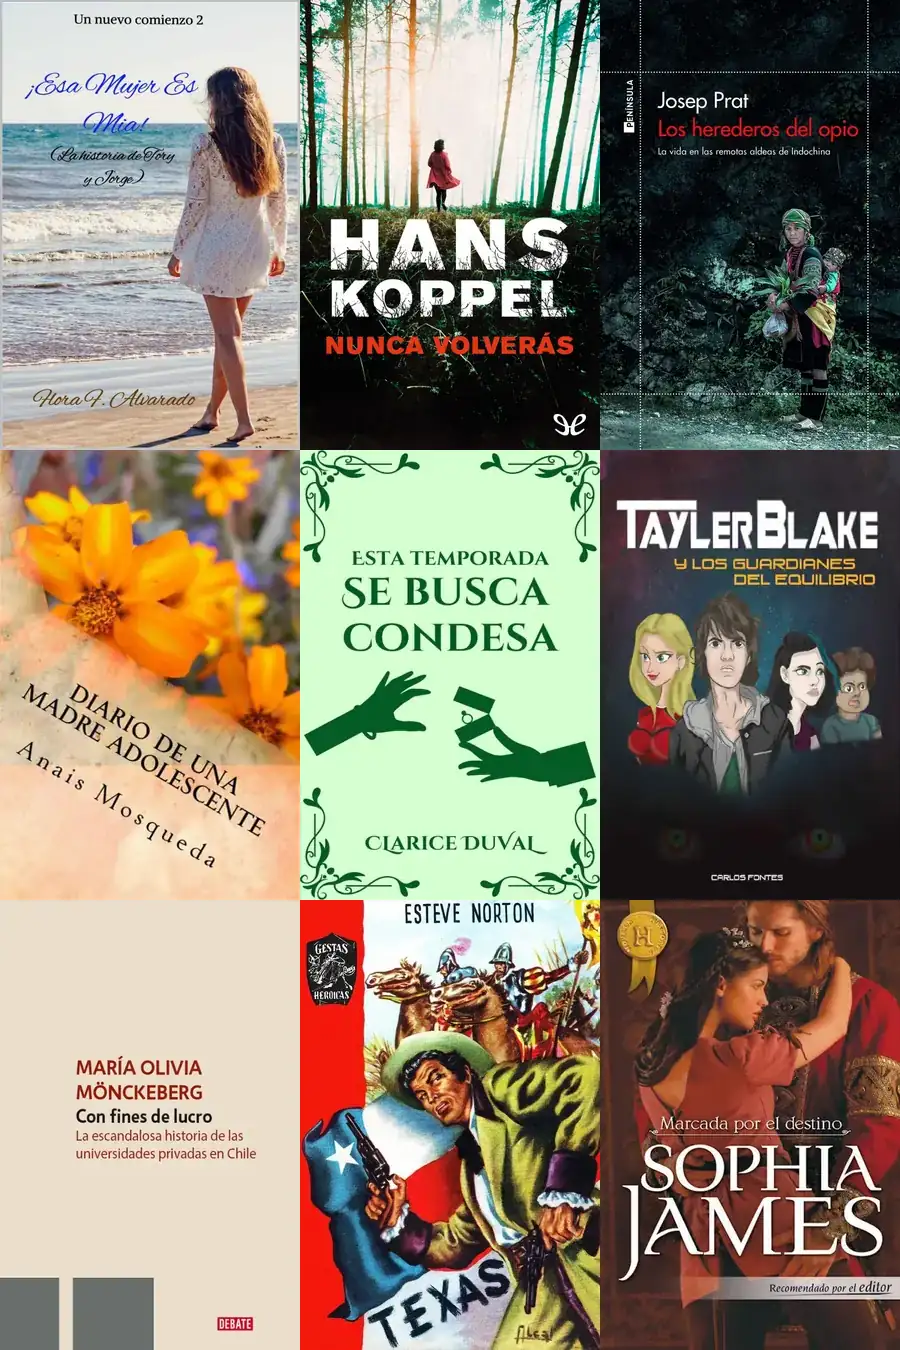 Un nuevo comienzo 2
¡Esa Mujer Es
Mia!
(La historia de Tory
y Jorge)
Flora F. Alvarado
HANS
KOPPEL
NUNCA VOLVERÁS
PENÍNSULA
Josep Prat
Los herederos del opio
La vida en las remotas aldeas de Indochina
DIARIO DE UNA
MADRE ADOLESCENTE
Anais Mosqueda
ESTA TEMPORADA
SE BUSCA
CONDESA
CLARICE DUVAL
TAYLER BLAKE
Y LOS GUARDIANES
DEL EQUILIBRIO
CARLOS FONTES
MARÍA OLIVIA
MÖNCKEBERG
Con fines de lucro
La escandalosa historia de las
universidades privadas en Chile
DEBATE
ESTEVE NORTON
GESTAS
HEROICAS
TEXAS
Alcal
H
Marcada por el destino
SOPHIA
JAMES
Recomendado por el editor